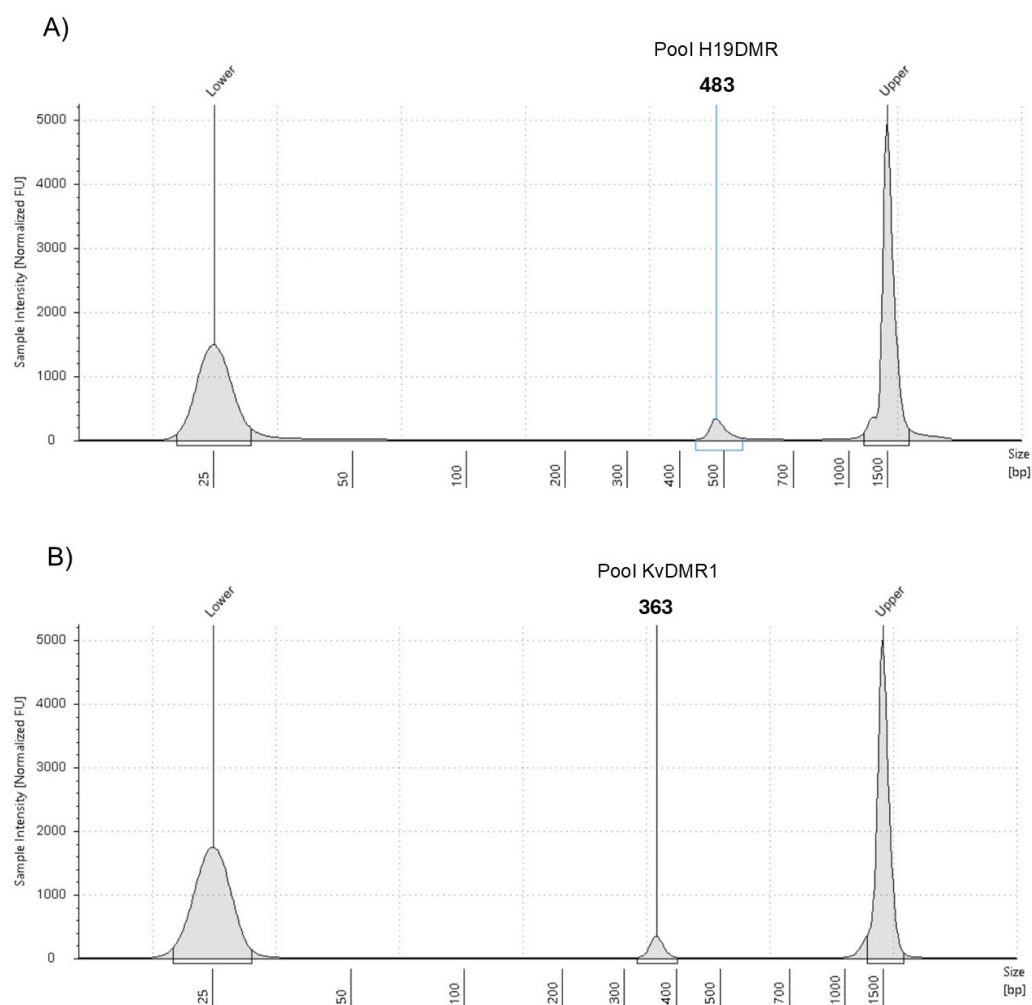 A)
Pool H19DMR
483
Lower
Upper
Sample Intensity [Normalized FU]
5000
4000
3000
2000
1000
0
25
50
100
200
300
400
500
700
1000
1500
Size
[bp]
B)
Pool KvDMR1
363
Lower
Upper
Sample Intensity [Normalized FU]
5000
4000
3000
2000
1000
0
25
50
100
200
300
400
500
700
1000
1500
Size
[bp]